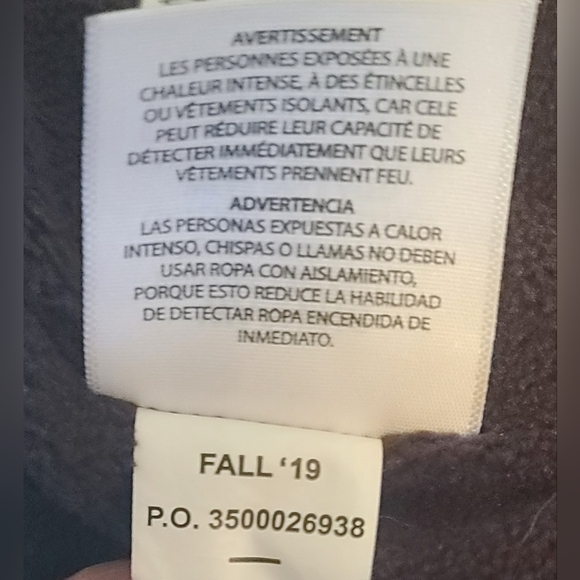 AVERTISSEMENT
LES PERSONNES EXPOSÉES À UNE
CHALEUR INTENSE, À DES ÉTINCELLES
OU VÊTEMENTS ISOLANTS, CAR CELE
PEUT RÉDUIRE LEUR CAPACITÉ DE
DÉTECTER IMMÉDIATEMENT QUE LEURS
VÊTEMENTS PRENNENT FEU.
ADVERTENCIA
LAS PERSONAS EXPUESTAS A CALOR
INTENSO, CHISPAS O LLAMAS NO DEBEN
USAR ROPA CON AISLAMIENTO,
PORQUE ESTO REDUCE LA HABILIDAD
DE DETECTAR ROPA ENCENDIDA DE
INMEDIATO.
FALL '19
P.O. 3500026938